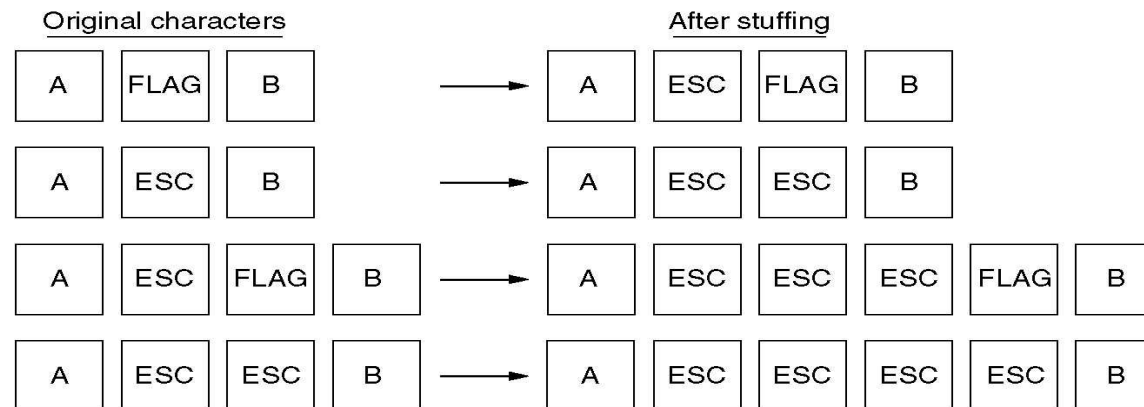 Original characters After stuffing
A FLAG B A ESC FLAG B
A ESC B A ESC ESC B
A ESC FLAG B A ESC ESC ESC FLAG B
A ESC ESC B A ESC ESC ESC ESC B